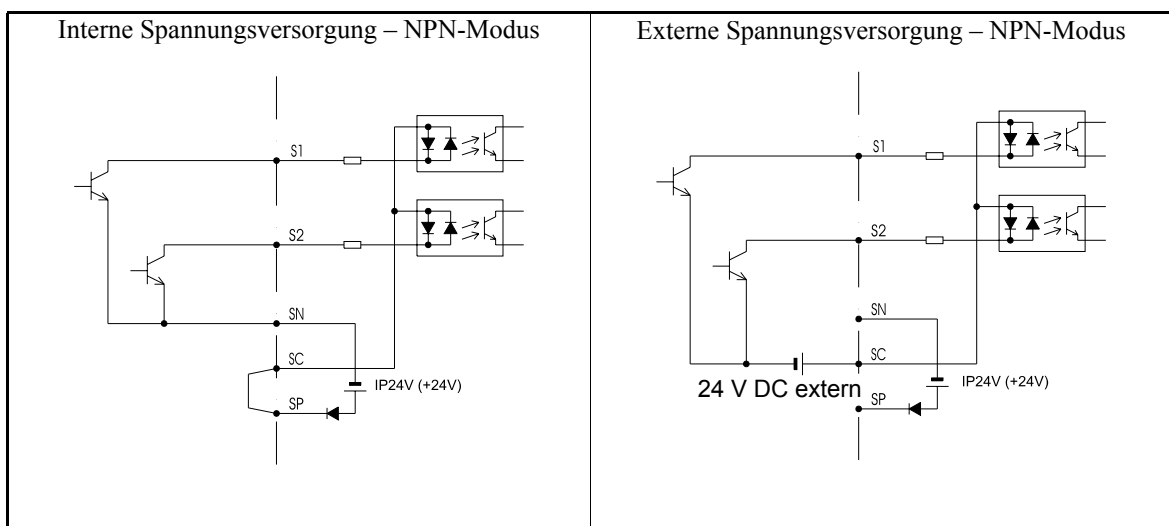 Interne Spannungsversorgung – NPN-Modus
S1
S2
SN
SC
IP24V (+24V)
SP
Externe Spannungsversorgung – NPN-Modus
S1
S2
SN
SC
24 V DC extern
IP24V (+24V)
SP